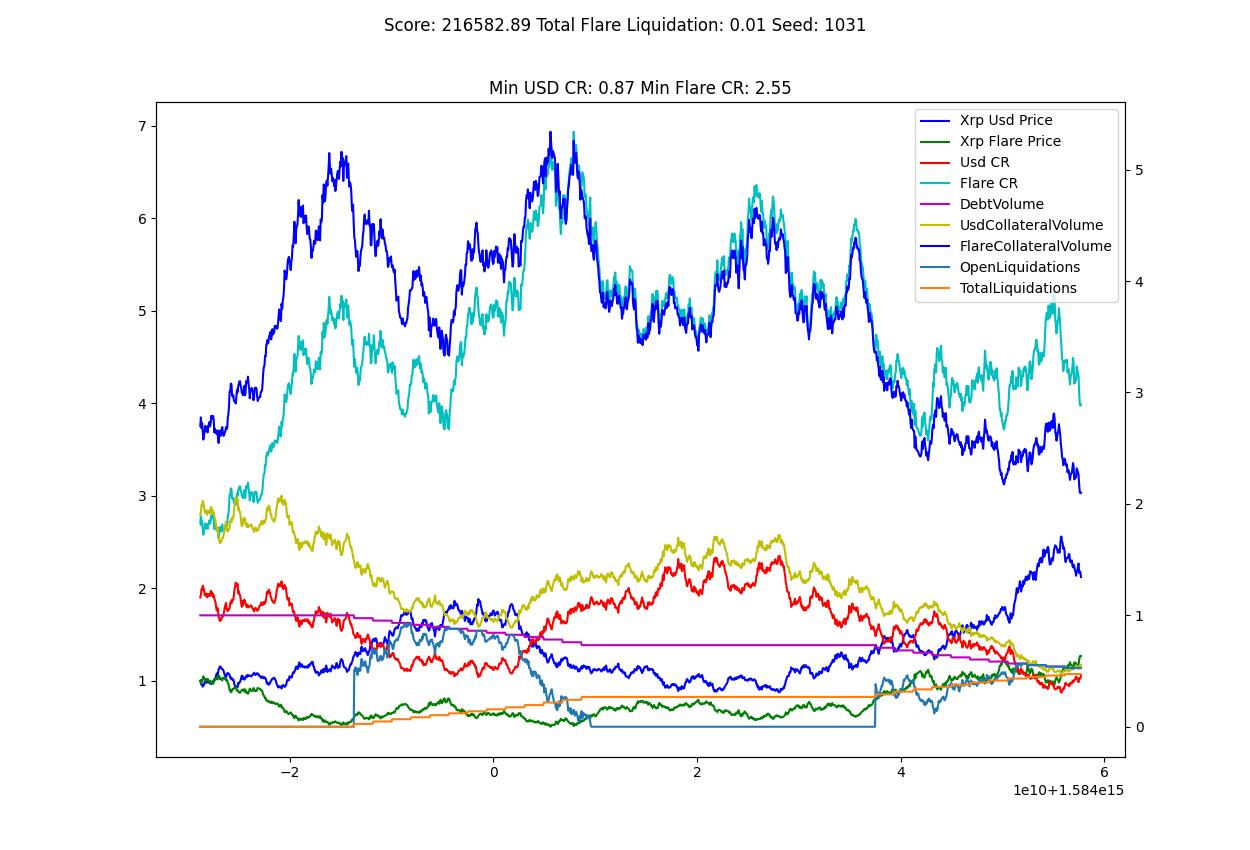 Score: 216582.89 Total Flare Liquidation: 0.01 Seed: 1031
Min USD CR: 0.87 Min Flare CR: 2.55
Xrp Usd Price
Xrp Flare Price
Usd CR
Flare CR
DebtVolume
UsdCollateralVolume
FlareCollateralVolume
OpenLiquidations
TotalLiquidations
7
6
5
4
3
2
1
5
4
3
2
1
0
−2
0
2
4
6
1e10+1.584e15